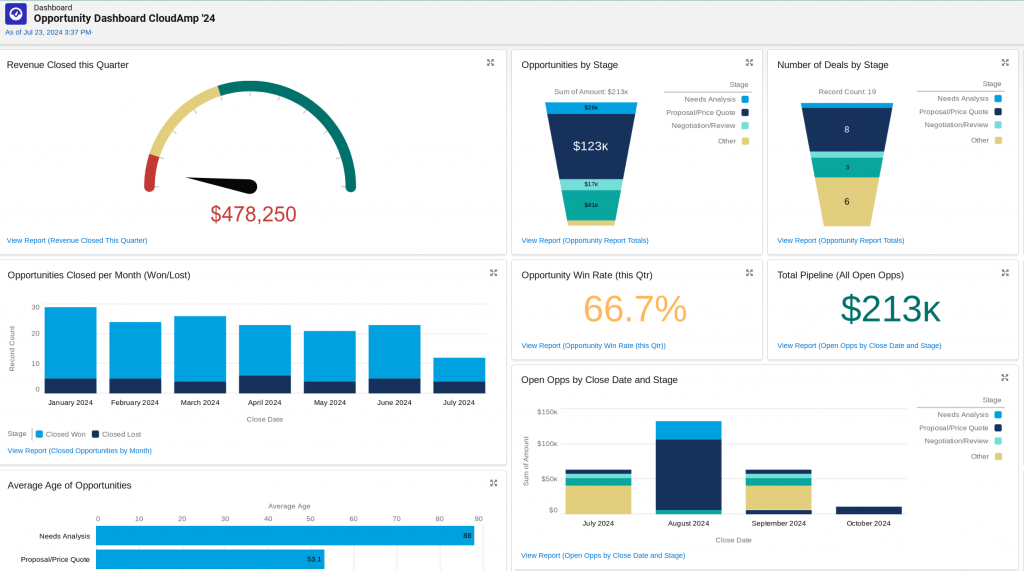 Dashboard
Opportunity Dashboard CloudAmp '24
As of Jul 23, 2024 3:37 PM·
Revenue Closed this Quarter
$478,250
View Report (Revenue Closed This Quarter)
Opportunities by Stage
Sum of Amount: $213K
$26K
$123K
$17K
$41K
Stage
Needs Analysis
Proposal/Price Quote
Negotiation/Review
Other
View Report (Opportunity Report Totals)
Number of Deals by Stage
Record Count: 19
8
3
6
Stage
Needs Analysis
Proposal/Price Quote
Negotiation/Review
Other
View Report (Opportunity Report Totals)
Opportunities Closed per Month (Won/Lost)
Record Count
30
20
10
0
January 2024 February 2024 March 2024 April 2024 May 2024 June 2024 July 2024
Close Date
Stage Closed Won Closed Lost
View Report (Closed Opportunities by Month)
Opportunity Win Rate (this Qtr)
66.7%
View Report (Opportunity Win Rate (this Qtr))
Total Pipeline (All Open Opps)
$213K
View Report (Open Opps by Close Date and Stage)
Open Opps by Close Date and Stage
Sum of Amount
$150K
$100K
$50K
$0
July 2024 August 2024 September 2024 October 2024
Close Date
Stage
Needs Analysis
Proposal/Price Quote
Negotiation/Review
Other
View Report (Open Opps by Close Date and Stage)
Average Age of Opportunities
Average Age
0 10 20 30 40 50 60 70 80 90
Needs Analysis 88
Proposal/Price Quote 53.1